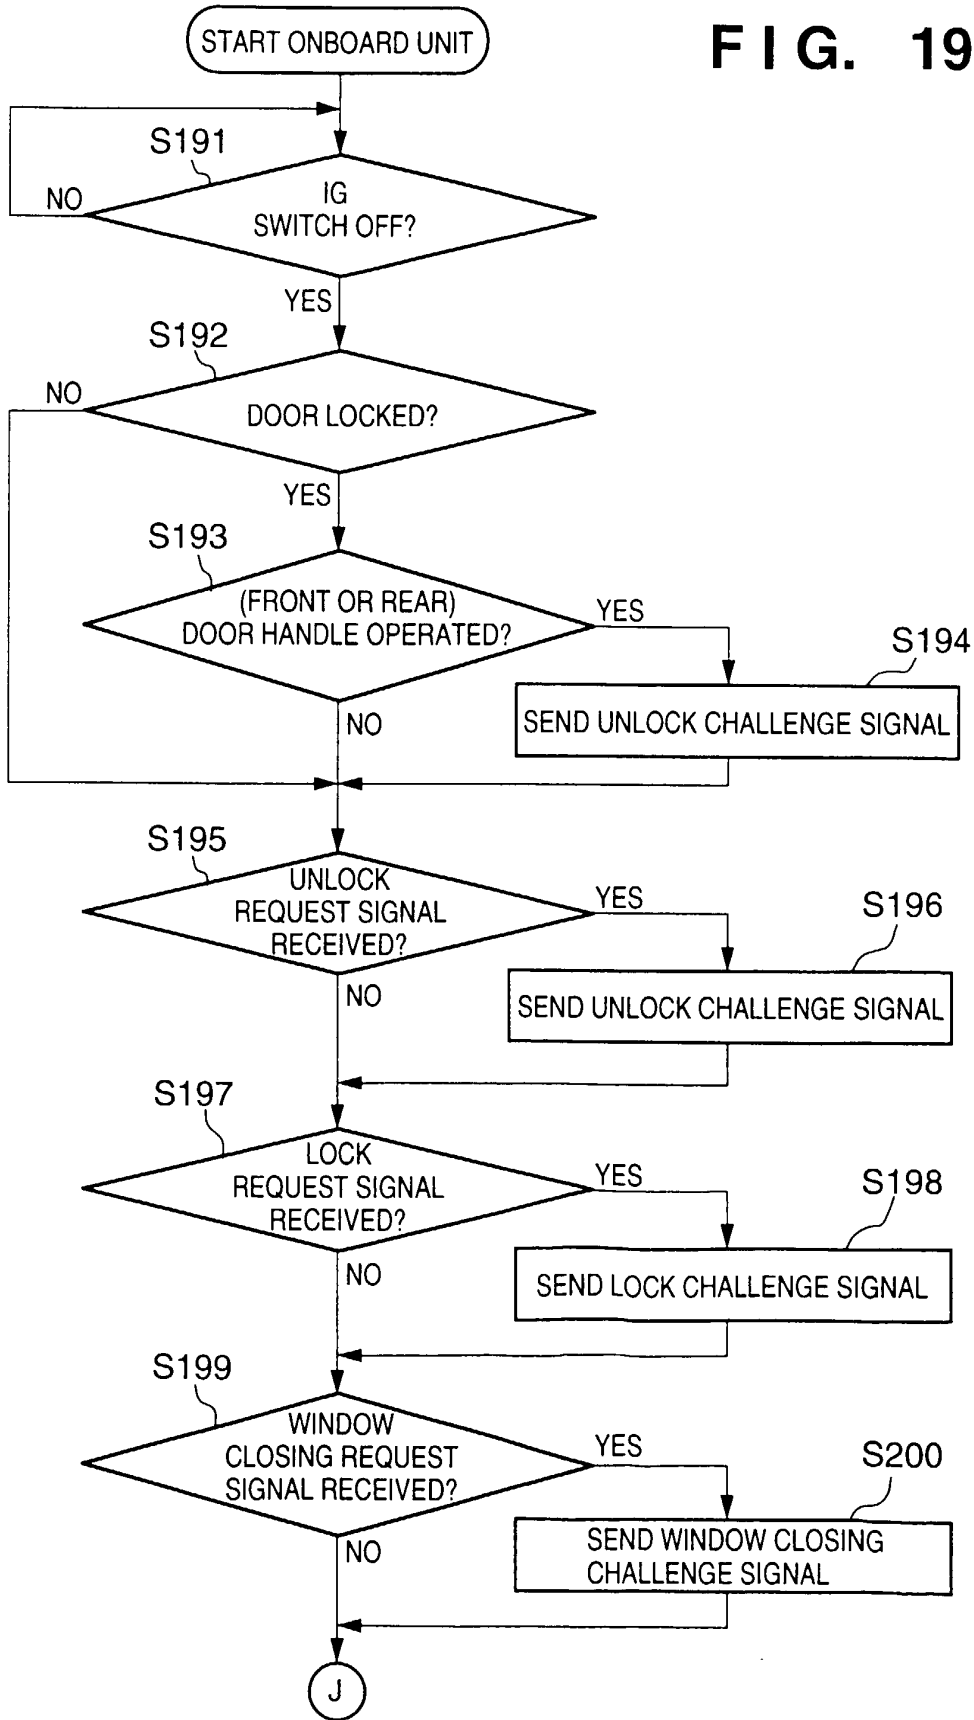 START ONBOARD UNIT
FIG. 19
S191
NO
IG
SWITCH OFF?
YES
S192
NO
DOOR LOCKED?
YES
S193
(FRONT OR REAR)
DOOR HANDLE OPERATED?
YES
S194
SEND UNLOCK CHALLENGE SIGNAL
NO
S195
UNLOCK
REQUEST SIGNAL
RECEIVED?
YES
S196
SEND UNLOCK CHALLENGE SIGNAL
NO
S197
LOCK
REQUEST SIGNAL
RECEIVED?
YES
S198
SEND LOCK CHALLENGE SIGNAL
NO
S199
WINDOW
CLOSING REQUEST
SIGNAL RECEIVED?
YES
S200
SEND WINDOW CLOSING
CHALLENGE SIGNAL
NO
J